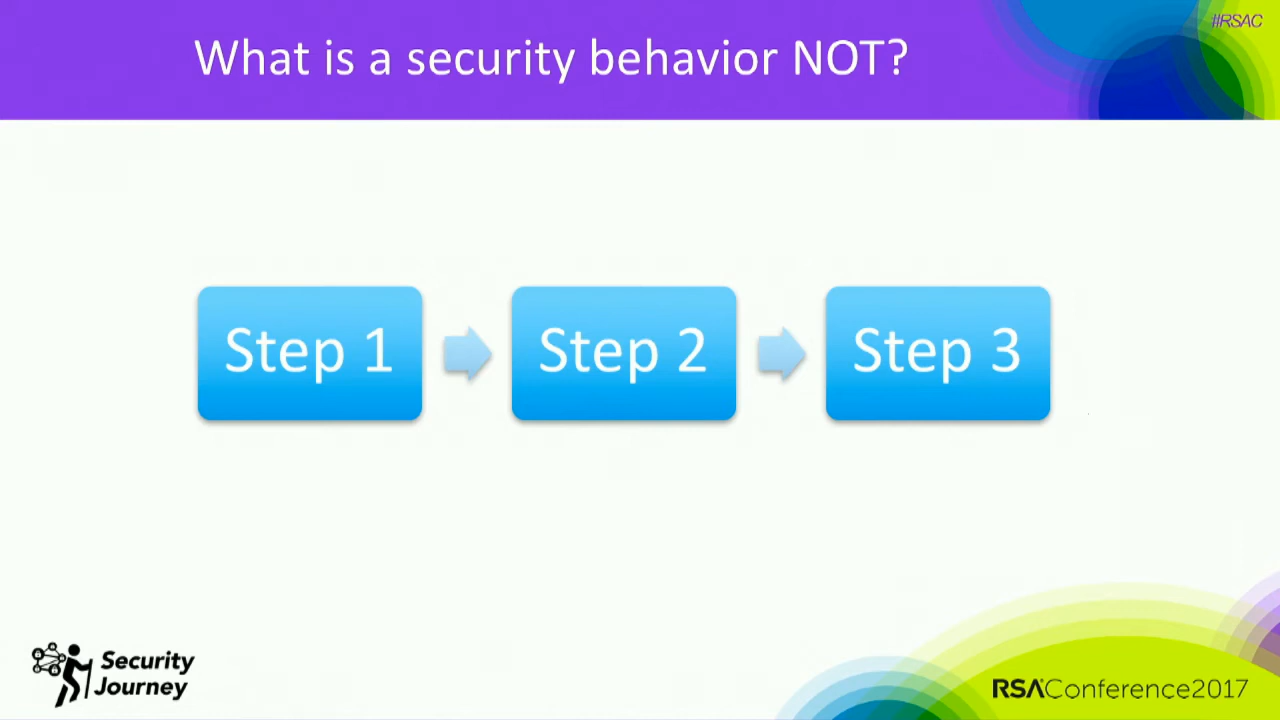 #RSAC
What is a security behavior NOT?
Step 1
Step 2
Step 3
Security
Journey
RSAConference2017